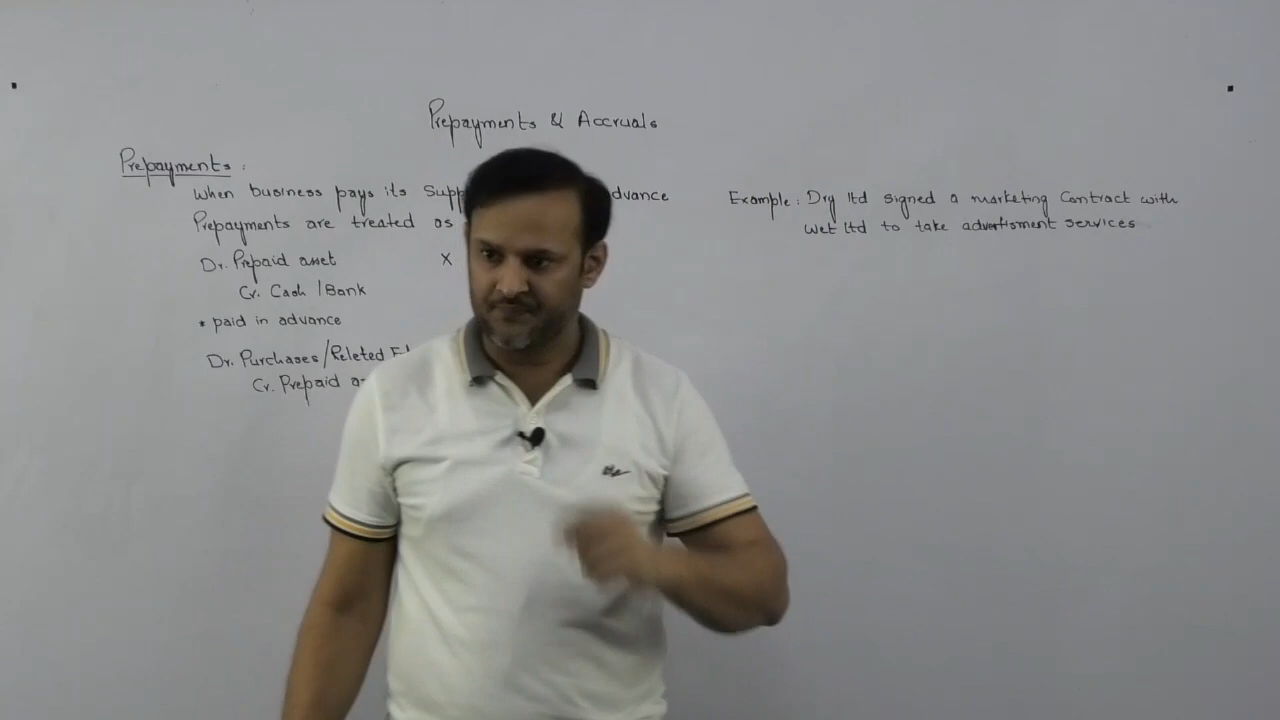 Prepayments & Accruals
Prepayments:
When business pays its Supp dvance
Prepayments are treated as
Dr. Prepaid asset X
Cr. Cash / Bank
* paid in advance
Dr. Purchases/Releted
Cr. Prepaid a
Example: Dry ltd signed a marketing Contract with
Wet ltd to take advertisment services